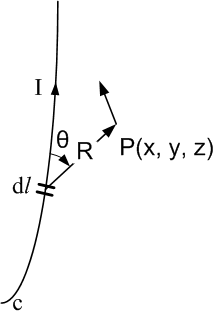 I
θ
R
P(x, y, z)
dl
c